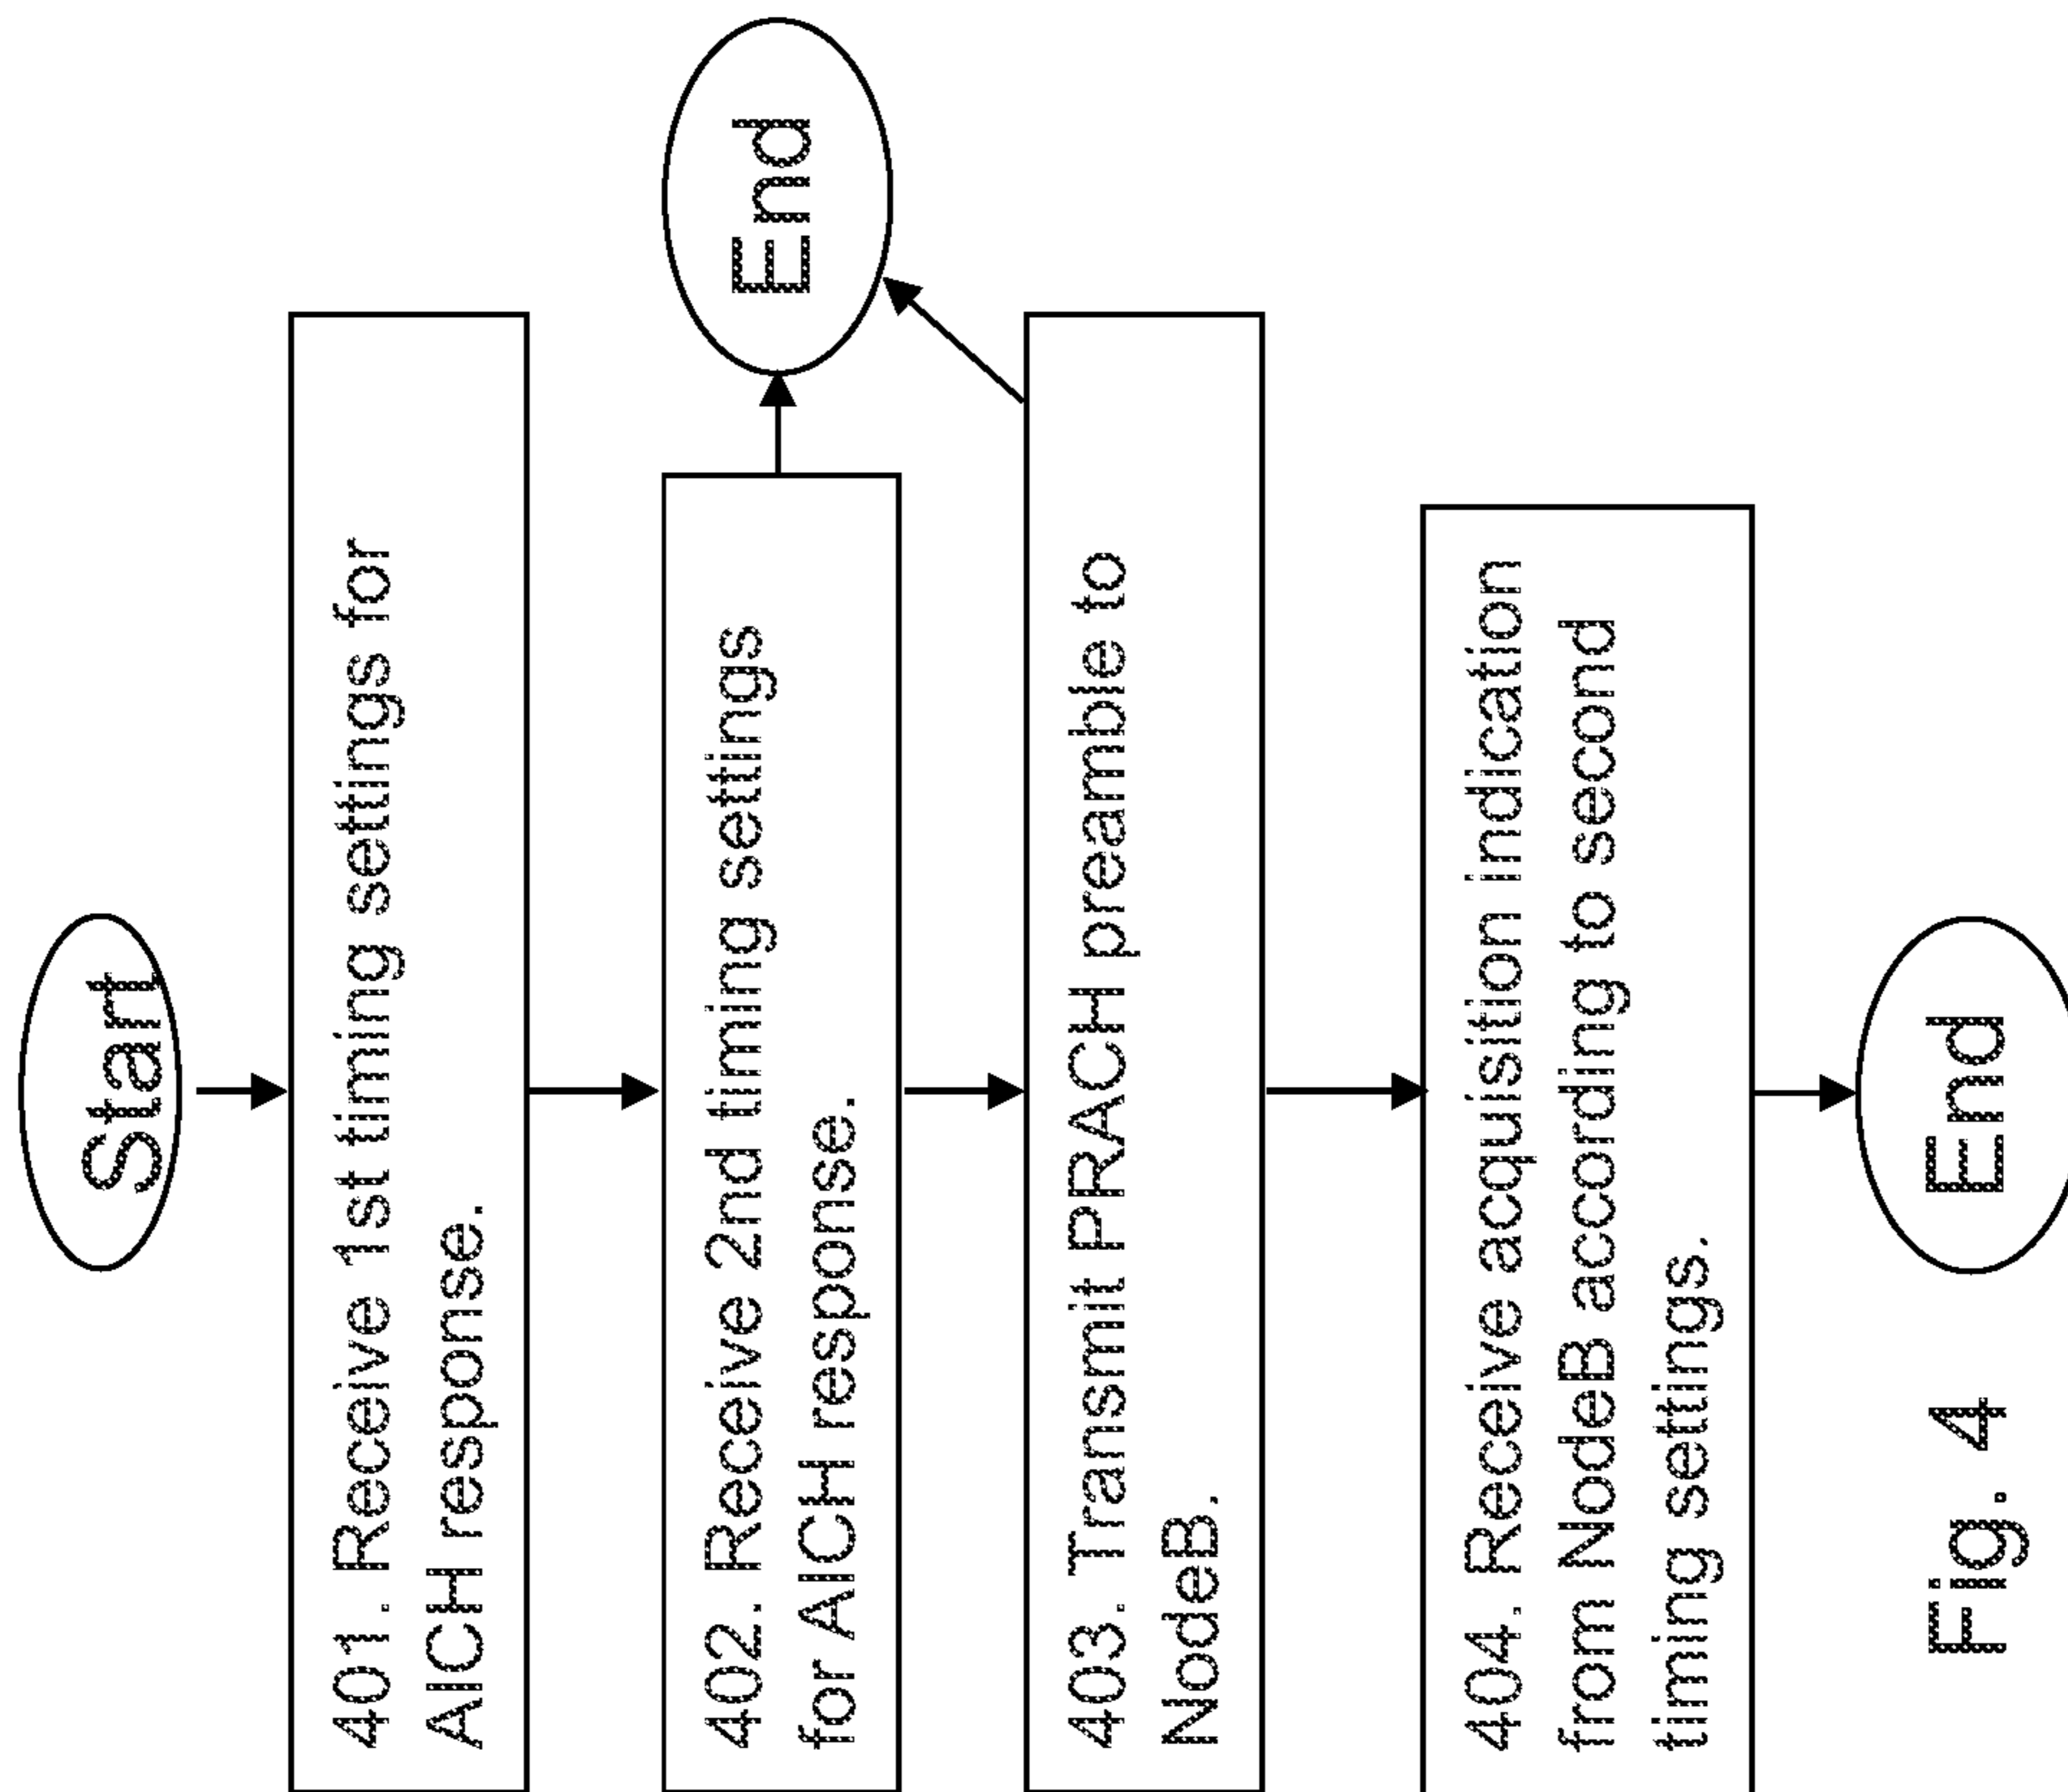 Start
401. Receive 1st timing settings for
AICH response.
402. Receive 2nd timing settings
for AICH response.
End
403. Transmit PRACH preamble to
NodeB.
404. Receive acquisition indication
from NodeB according to second
timing settings.
End
Fig. 4